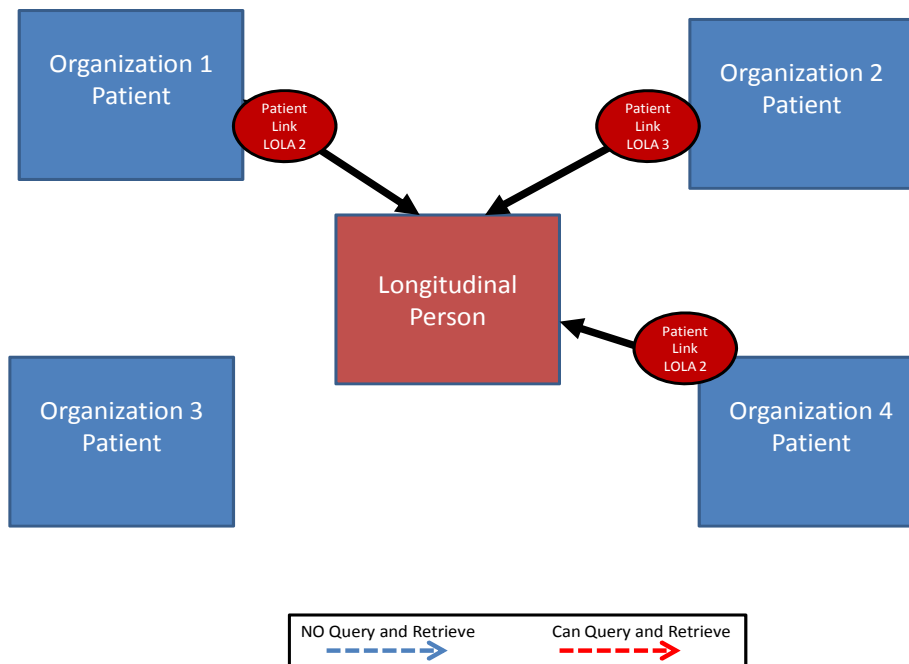 Organization 1
Patient
Patient
Link
LOLA 2
Patient
Link
LOLA 3
Organization 2
Patient
Longitudinal
Person
Patient
Link
LOLA 2
Organization 3
Patient
Organization 4
Patient
NO Query and Retrieve
Can Query and Retrieve